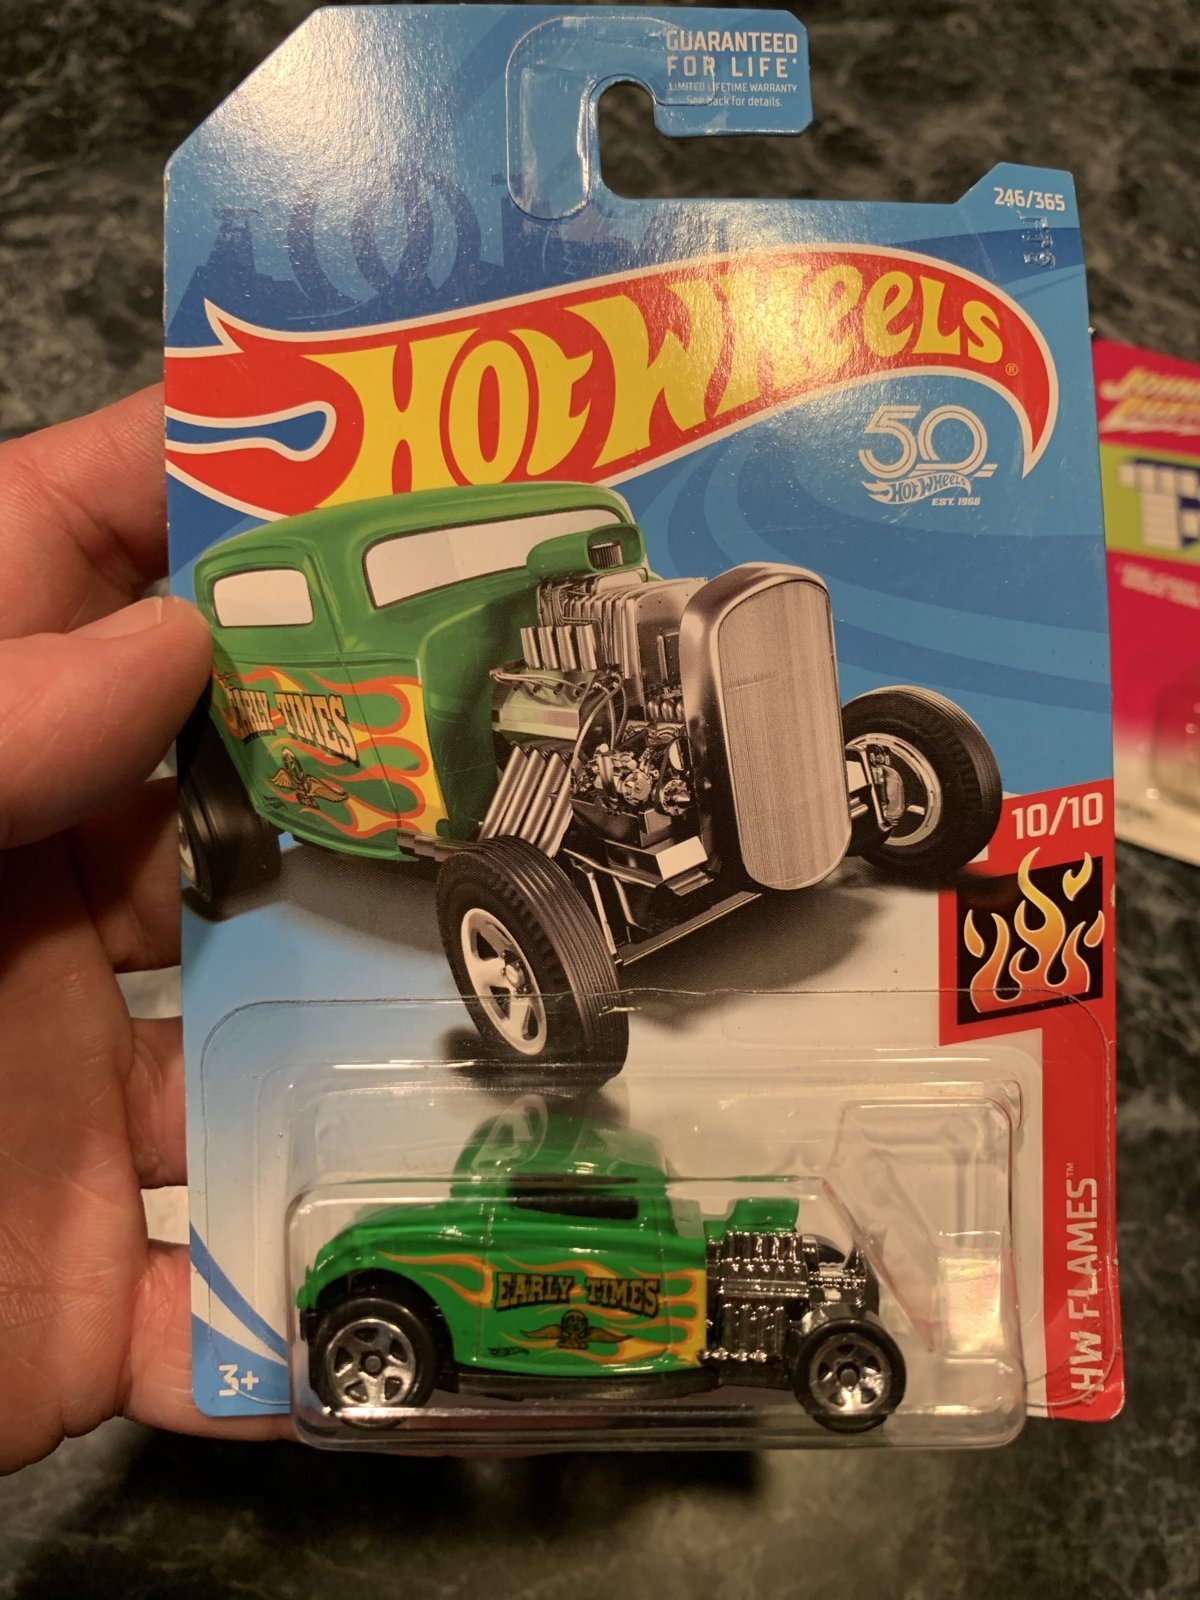 GUARANTEED
FOR LIFE*
LIMITED LIFETIME WARRANTY.
See back for details.
246/365
HOT WHEELS®
50
HOT WHEELS
EST. 1968
EARLY TIMES
10/10
HW FLAMES™
EARLY TIMES
3+